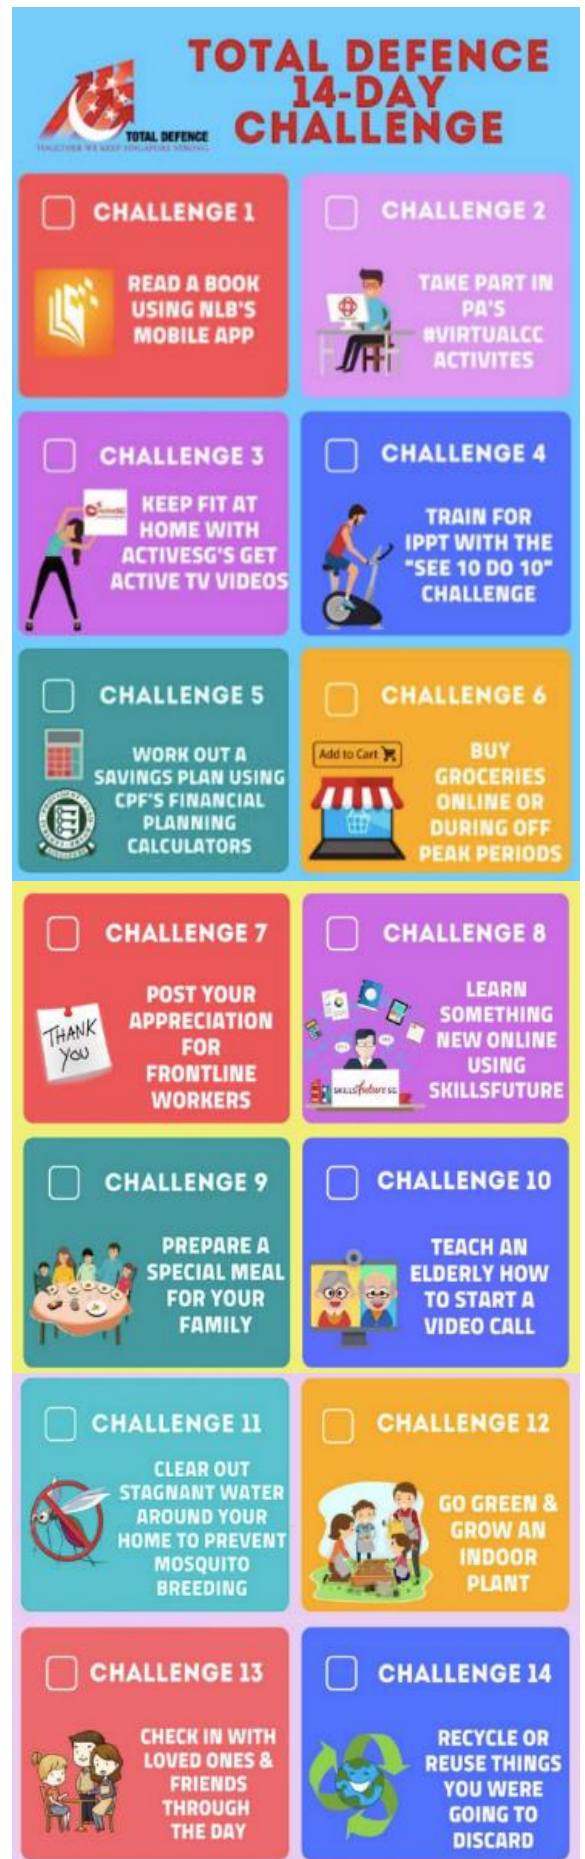 TOTAL DEFENCE
14-DAY
CHALLENGE
TOTAL DEFENCE
TOGETHER WE KEEP SINGAPORE STRONG
CHALLENGE 1
READ A BOOK
USING NLB'S
MOBILE APP
CHALLENGE 2
TAKE PART IN
PA'S
#VIRTUALCC
ACTIVITES
CHALLENGE 3
KEEP FIT AT
HOME WITH
ACTIVESG'S GET
ACTIVE TV VIDEOS
CHALLENGE 4
TRAIN FOR
IPPT WITH THE
"SEE 10 DO 10"
CHALLENGE
CHALLENGE 5
WORK OUT A
SAVINGS PLAN USING
CPF'S FINANCIAL
PLANNING
CALCULATORS
CHALLENGE 6
Add to Cart
BUY
GROCERIES
ONLINE OR
DURING OFF
PEAK PERIODS
CHALLENGE 7
THANK
YOU
POST YOUR
APPRECIATION
FOR
FRONTLINE
WORKERS
CHALLENGE 8
SKILLSfuture SG
LEARN
SOMETHING
NEW ONLINE
USING
SKILLSFUTURE
CHALLENGE 9
PREPARE A
SPECIAL MEAL
FOR YOUR
FAMILY
CHALLENGE 10
TEACH AN
ELDERLY HOW
TO START A
VIDEO CALL
CHALLENGE 11
CLEAR OUT
STAGNANT WATER
AROUND YOUR
HOME TO PREVENT
MOSQUITO
BREEDING
CHALLENGE 12
GO GREEN &
GROW AN
INDOOR
PLANT
CHALLENGE 13
CHECK IN WITH
LOVED ONES &
FRIENDS
THROUGH
THE DAY
CHALLENGE 14
RECYCLE OR
REUSE THINGS
YOU WERE
GOING TO
DISCARD